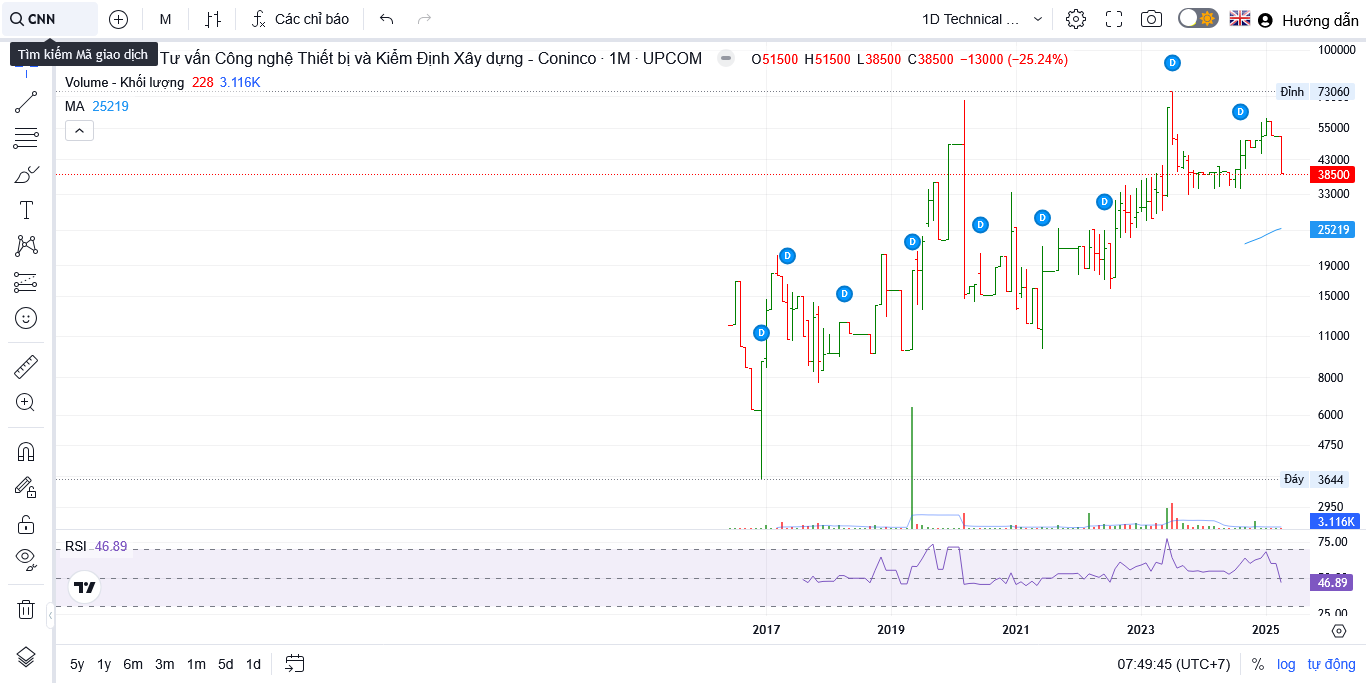 CNN
M
Các chỉ báo
1D Technical ...
Hướng dẫn
Tìm kiếm Mã giao dịch
Tư vấn Công nghệ Thiết bị và Kiểm Định Xây dựng - Coninco · 1M · UPCOM
O51500 H51500 L38500 C38500 −13000 (−25.24%)
Volume - Khối lượng 228 3.116K
MA 25219
100000
Đỉnh 73060
55000
43000
38500
33000
25219
19000
15000
11000
8000
6000
4750
Đáy 3644
2950
3.116K
D
D
D
D
D
D
D
D
D
RSI 46.89
75.00
46.89
25.00
2017 2019 2021 2023 2025
5y 1y 6m 3m 1m 5d 1d
07:49:45 (UTC+7) % log tự động